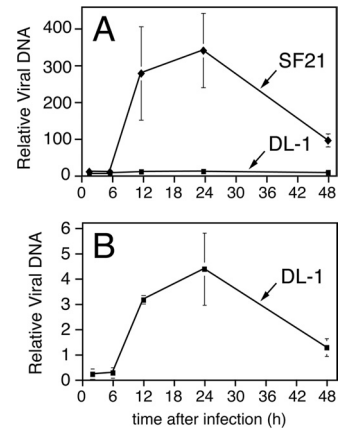 A
Relative Viral DNA
400
300
200
100
0
SF21
DL-1
0 6 12 18 24 30 36 42 48
B
Relative Viral DNA
6
5
4
3
2
1
0
DL-1
0 6 12 18 24 30 36 42 48
time after infection (h)